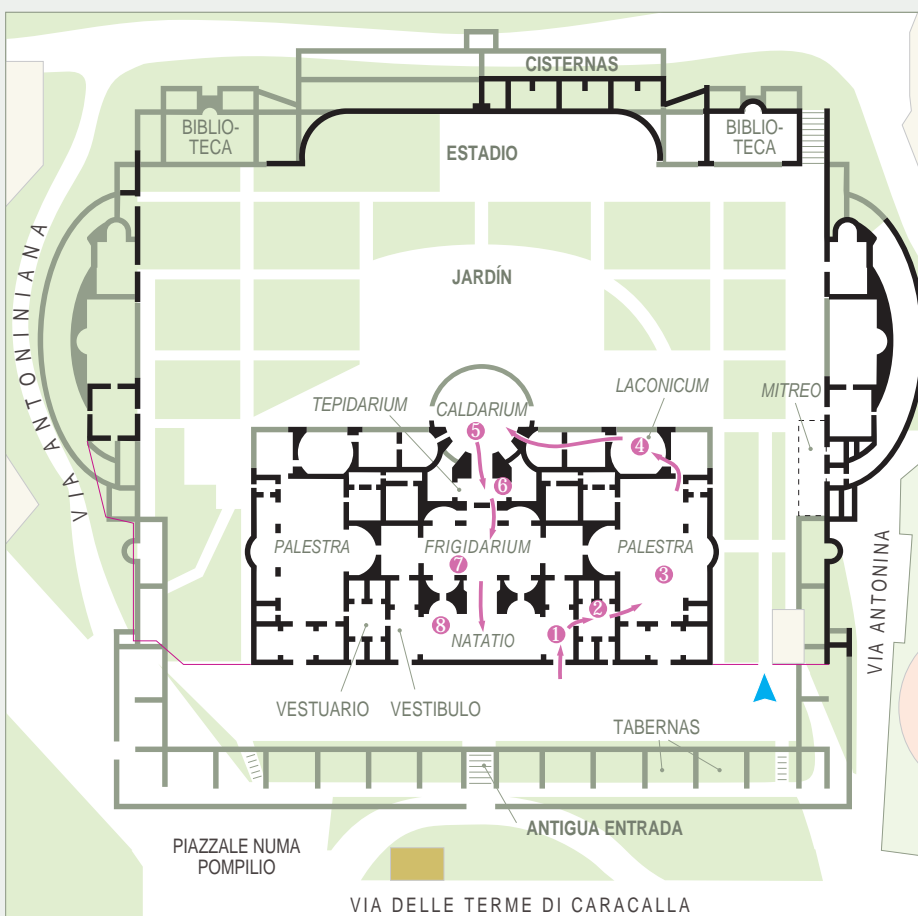 CISTERNAS
BIBLIO-
TECA
BIBLIO-
TECA
ESTADIO
VIA ANTONINIANA
JARDÍN
TEPIDARIUM
CALDARIUM
LACONICUM
MITREO
5
4
6
PALESTRA
FRIGIDARIUM
PALESTRA
7
3
2
8
1
NATATIO
VIA ANTONINA
VESTUARIO
VESTIBULO
TABERNAS
ANTIGUA ENTRADA
PIAZZALE NUMA
POMPILIO
VIA DELLE TERME DI CARACALLA